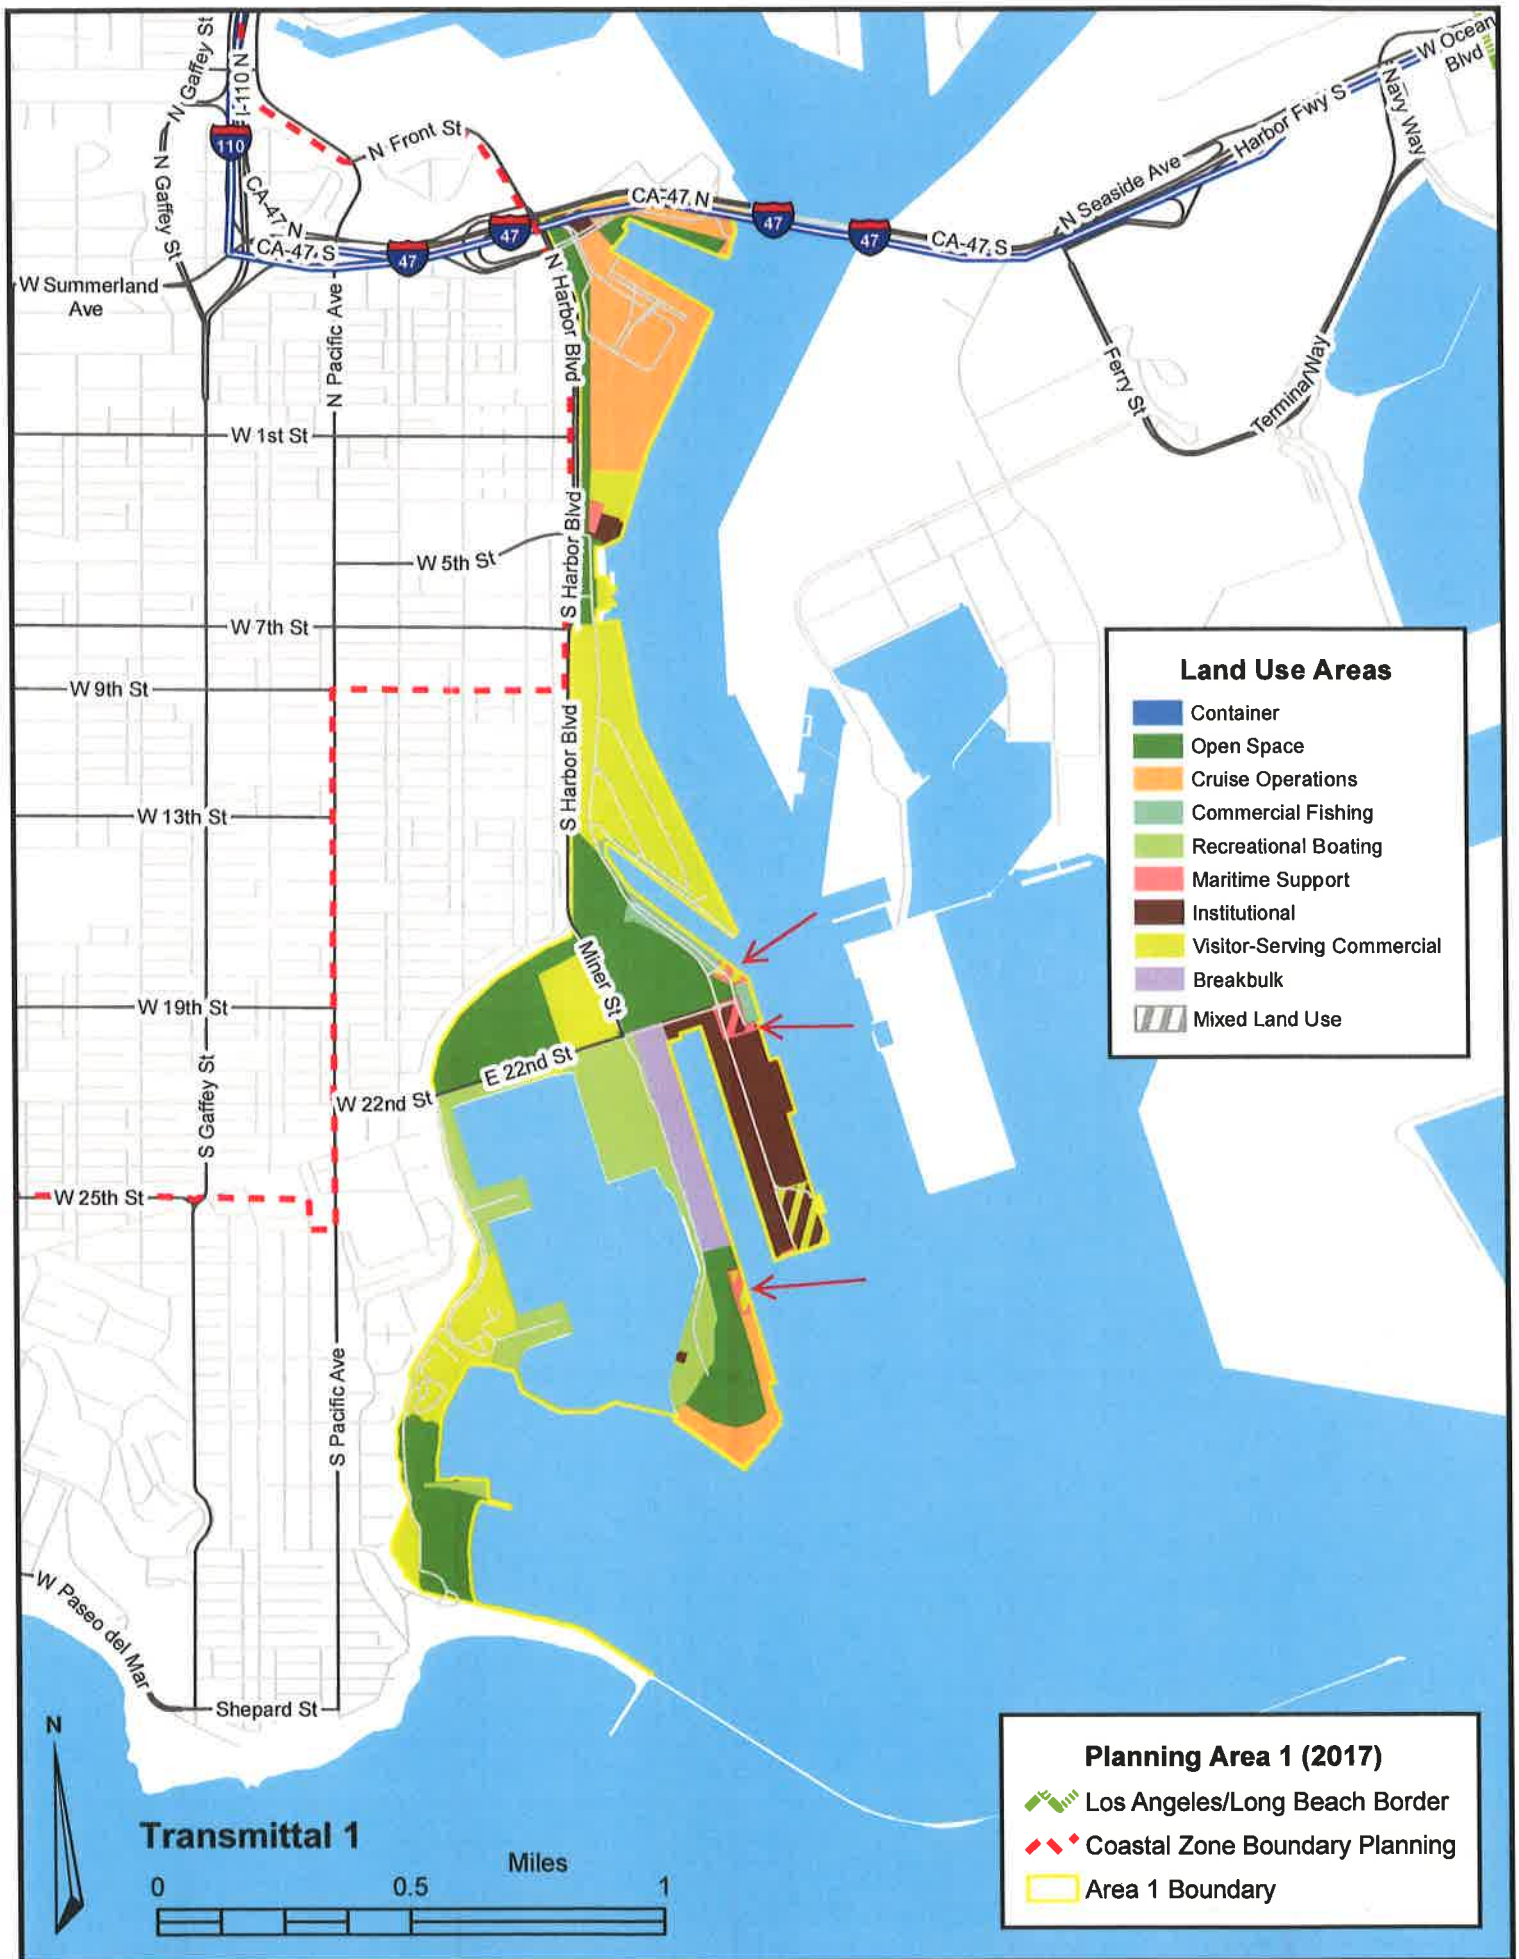 N Gaffey St
I-110 N
W Ocean
Blvd
Navy Way
Harbor Fwy S
N Front St
110
N Gaffey St
CA-47 N
CA-47 S
47
47
CA-47 N
47
47
CA-47 S
N Seaside Ave
W Summerland
Ave
N Pacific Ave
N Harbor Blvd
Ferry St
Terminal Way
W 1st St
S Harbor Blvd
W 5th St
W 7th St
W 9th St
S Harbor Blvd
W 13th St
Land Use Areas
Container
Open Space
Cruise Operations
Commercial Fishing
Recreational Boating
Maritime Support
Institutional
Visitor-Serving Commercial
Breakbulk
Mixed Land Use
Miner St
W 19th St
S Gaffey St
E 22nd St
W 22nd St
W 25th St
S Pacific Ave
W Paseo del Mar
Shepard St
N
Transmittal 1
Miles
0 0.5 1
Planning Area 1 (2017)
Los Angeles/Long Beach Border
Coastal Zone Boundary Planning
Area 1 Boundary